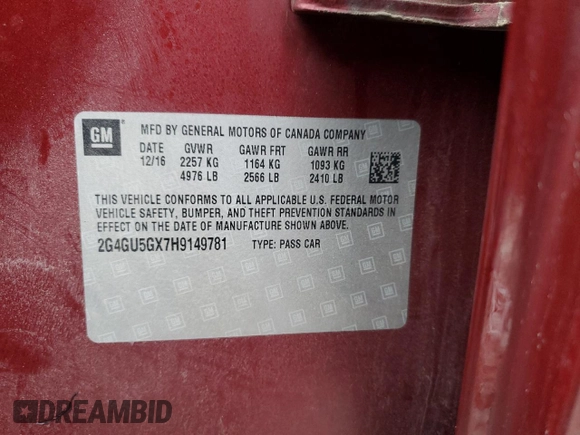 GM
MFD BY GENERAL MOTORS OF CANADA COMPANY
DATE GVWR GAWR FRT GAWR RR
12/16 2257 KG 1164 KG 1093 KG
4976 LB 2566 LB 2410 LB
THIS VEHICLE CONFORMS TO ALL APPLICABLE U.S. FEDERAL MOTOR
VEHICLE SAFETY, BUMPER, AND THEFT PREVENTION STANDARDS IN
EFFECT ON THE DATE OF MANUFACTURE SHOWN ABOVE.
2G4GU5GX7H9149781 TYPE: PASS CAR
DREAMBID